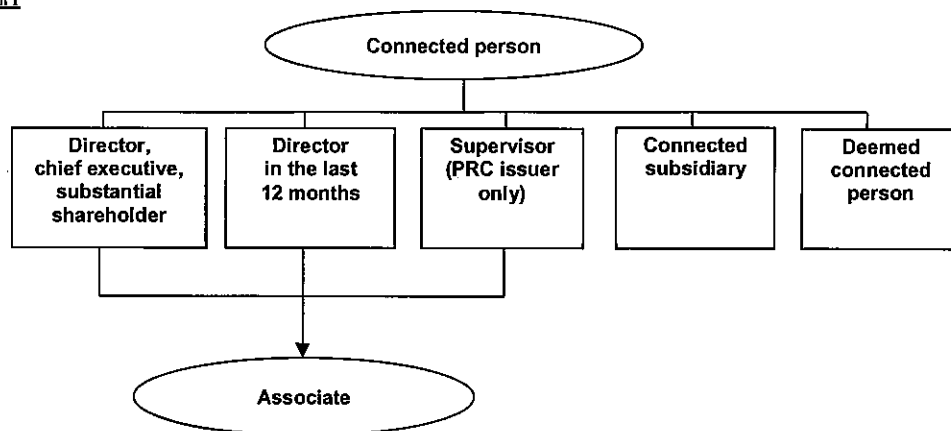 Connected person
Director,
chief executive,
substantial
shareholder
Director
in the last
12 months
Supervisor
(PRC issuer
only)
Connected
subsidiary
Deemed
connected
person
Associate